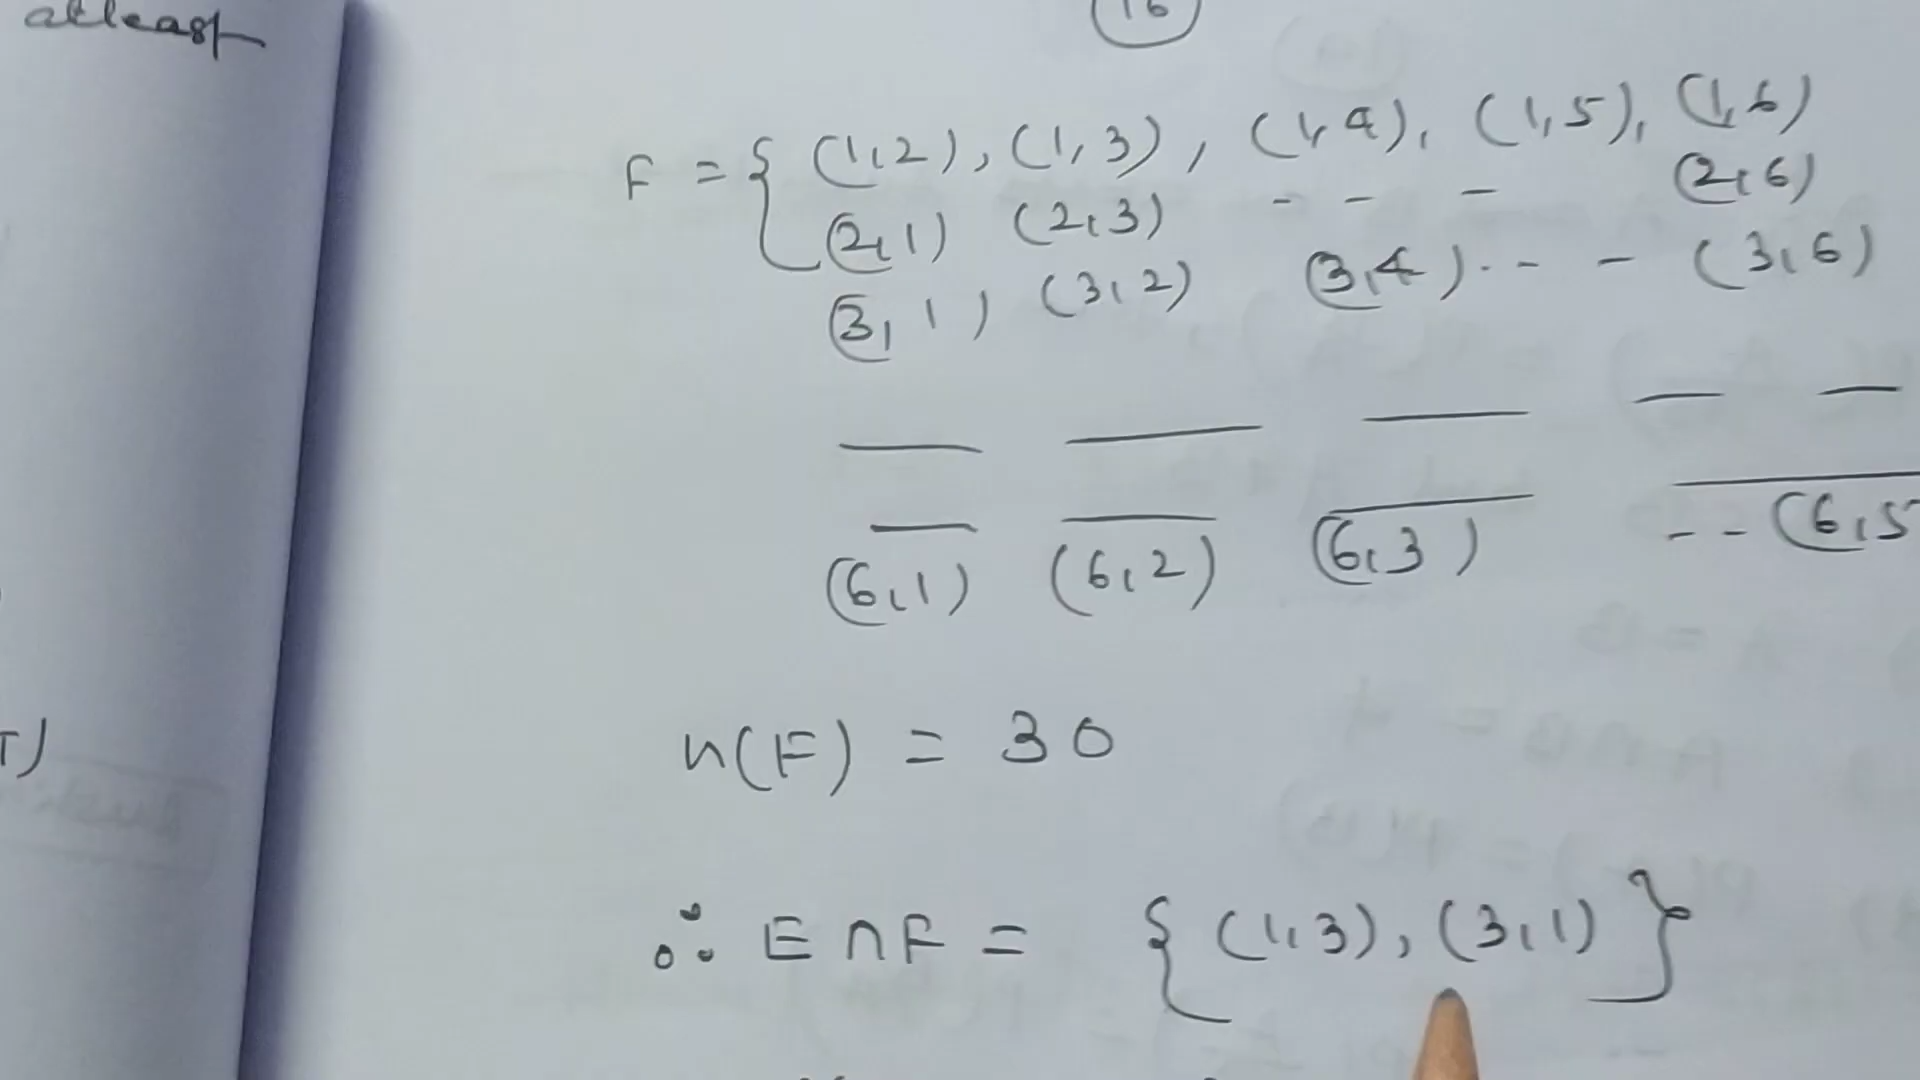 atleast
16
F = { (1,2), (1,3), (1,4), (1,5), (1,6)
(2,1) (2,3) - - - (2,6)
(3,1) (3,2) (3,4) - - - (3,6)
(6,1) (6,2) (6,3) - - (6,5
n(F) = 30
T)
∴ E ∩ F = { (1,3), (3,1) }